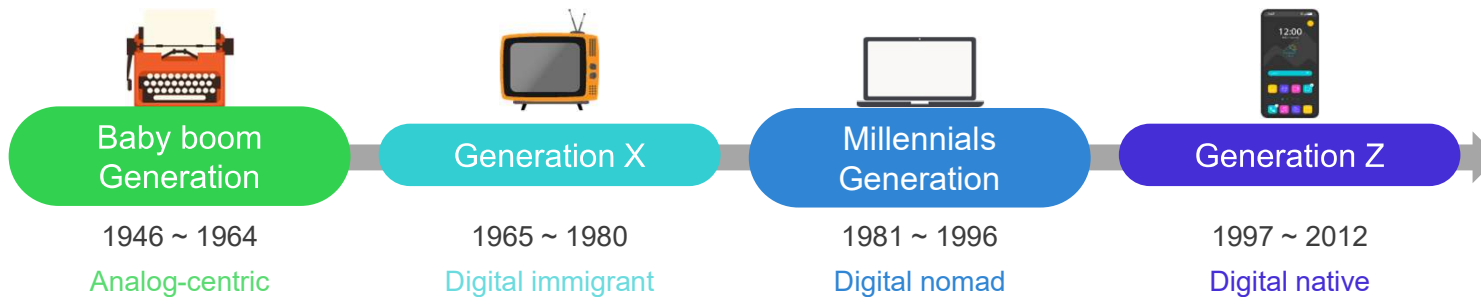 12:00
Baby boom
Generation
Generation X
Millennials
Generation
Generation Z
1946 ~ 1964
1965 ~ 1980
1981 ~ 1996
1997 ~ 2012
Analog-centric
Digital immigrant
Digital nomad
Digital native